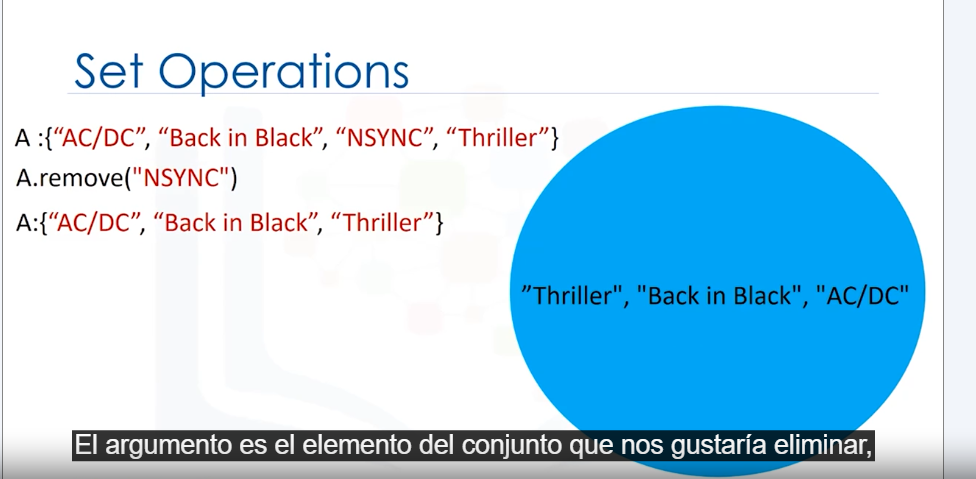 Set Operations
A :{“AC/DC”, “Back in Black”, “NSYNC”, “Thriller”}
A.remove("NSYNC")
A:{“AC/DC”, “Back in Black”, “Thriller”}
”Thriller", "Back in Black", "AC/DC"
El argumento es el elemento del conjunto que nos gustaría eliminar,